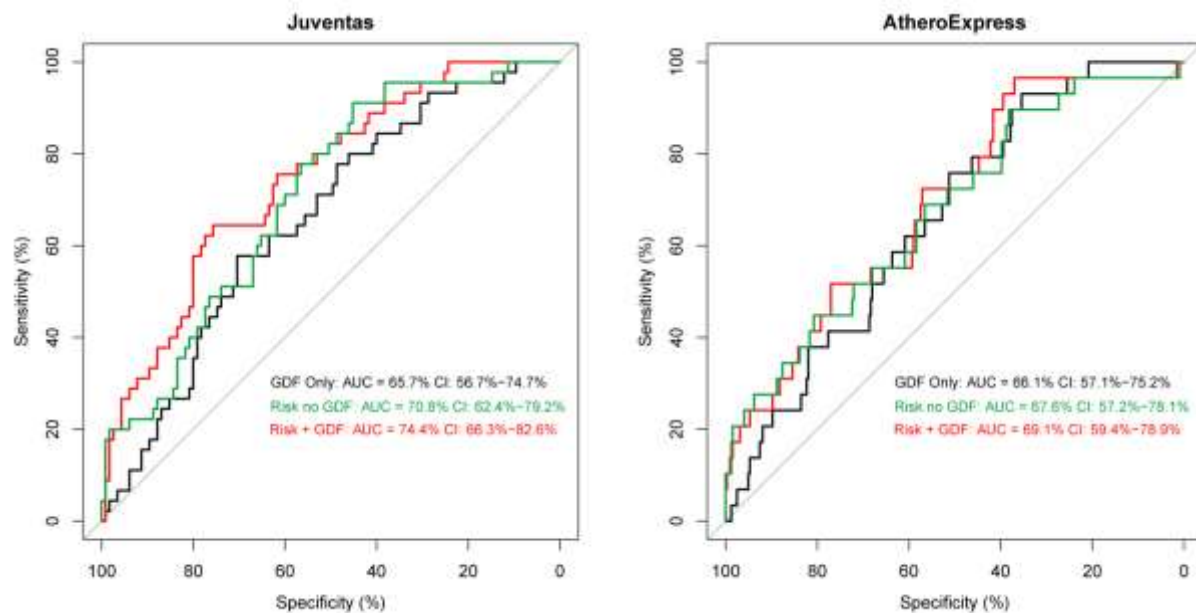 Juventas
Sensitivity (%)
100
80
60
40
20
0
GDF Only: AUC = 65.7% CI: 56.7%−74.7%
Risk no GDF: AUC = 70.8% CI: 62.4%−79.2%
Risk + GDF: AUC = 74.4% CI: 66.3%−82.6%
100 80 60 40 20 0
Specificity (%)
AtheroExpress
Sensitivity (%)
100
80
60
40
20
0
GDF Only: AUC = 66.1% CI: 57.1%−75.2%
Risk no GDF: AUC = 67.6% CI: 57.2%−78.1%
Risk + GDF: AUC = 69.1% CI: 59.4%−78.9%
100 80 60 40 20 0
Specificity (%)